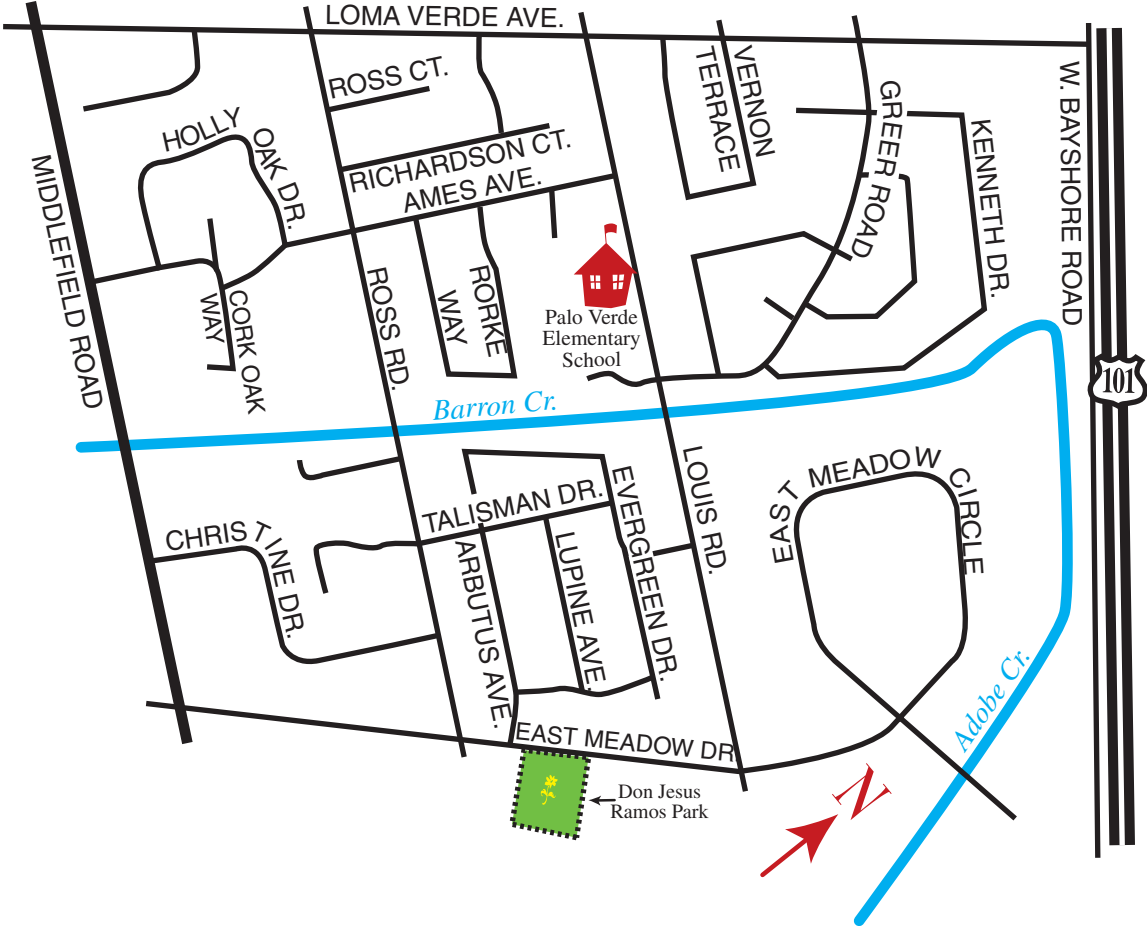 LOMA VERDE AVE.
ROSS CT.
VERNON
TERRACE
W. BAYSHORE ROAD
HOLLY
OAK DR.
GREER ROAD
KENNETH DR.
RICHARDSON CT.
AMES AVE.
MIDDLEFIELD ROAD
ROSS RD.
RORKE
WAY
CORK OAK
WAY
Palo Verde
Elementary
School
101
Barron Cr.
LOUIS RD.
EAST MEADOW CIRCLE
TALISMAN DR.
EVERGREEN DR.
CHRISTINE DR.
ARBUTUS AVE.
LUPINE AVE.
Adobe Cr.
EAST MEADOW DR.
Don Jesus
Ramos Park
N